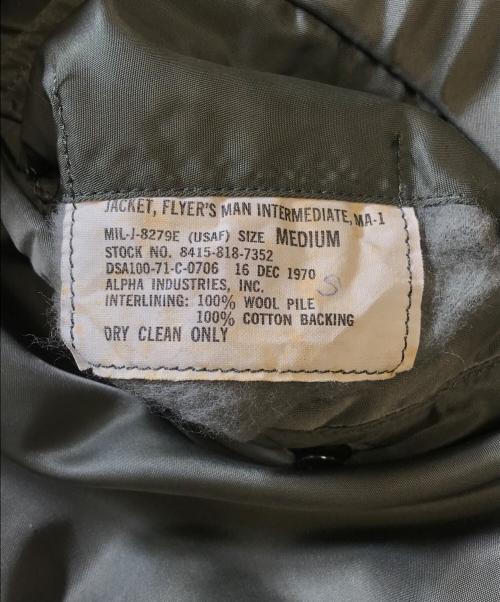 JACKET, FLYER'S MAN INTERMEDIATE, MA-1
MIL-J-8279E (USAF) SIZE MEDIUM
STOCK NO. 8415-818-7352
DSA100-71-C-0706 16 DEC 1970
ALPHA INDUSTRIES, INC. S
INTERLINING: 100% WOOL PILE
100% COTTON BACKING
DRY CLEAN ONLY